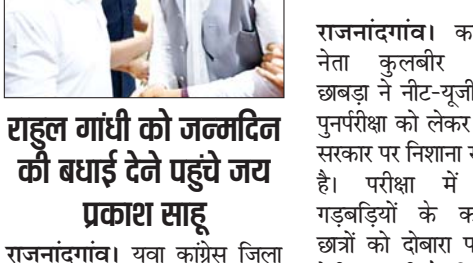 राहुल गांधी को जन्मदिन
की बधाई देने पहुंचे जय
प्रकाश साहू
राजनांदगांव। युवा कांग्रेस जिला
राजनांदगांव।
नेता कुलबीर
छाबड़ा ने नीट-यूजी
पुनर्परीक्षा को लेकर
सरकार पर निशाना
है। परीक्षा में
गड़बड़ियों के
छात्रों को दोबारा